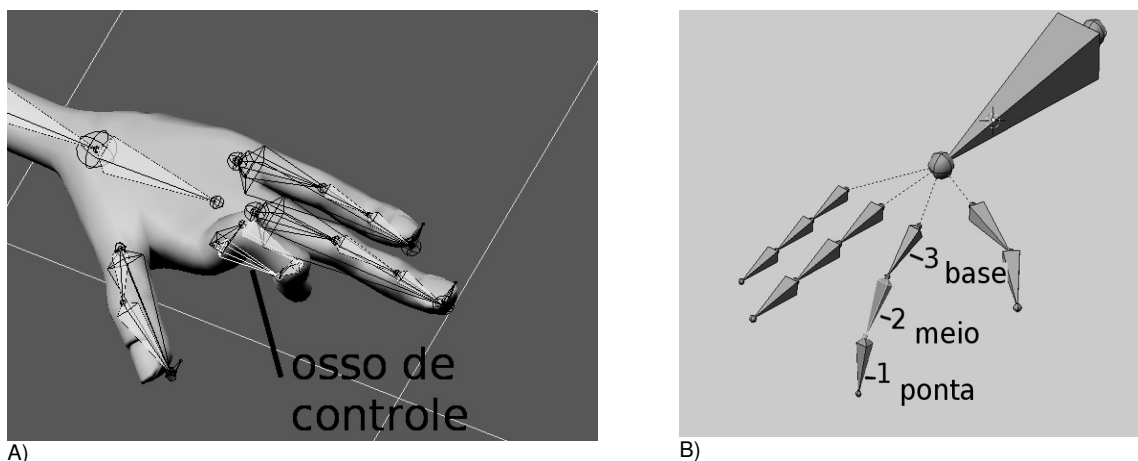 osso de
controle
A)
3 base
2 meio
1 ponta
B)